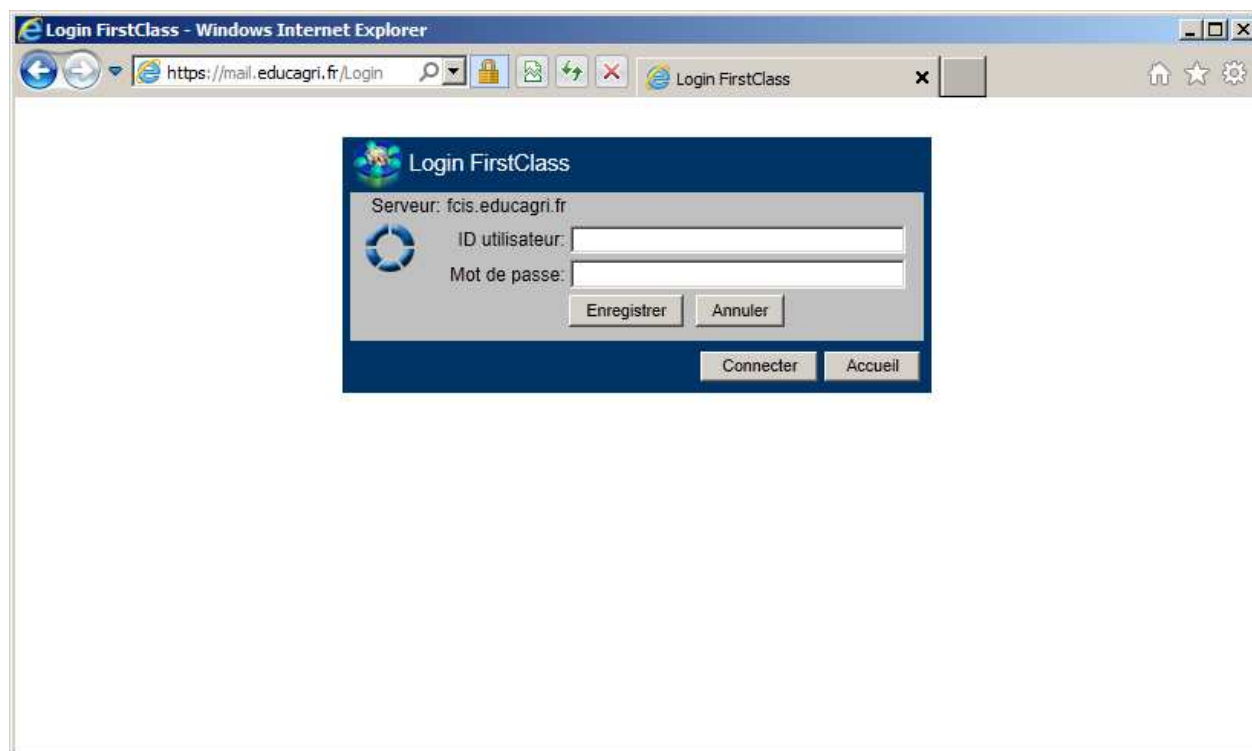 Login FirstClass - Windows Internet Explorer
https://mail.educagri.fr/Login
Login FirstClass
Login FirstClass
Serveur: fcis.educagri.fr
ID utilisateur:
Mot de passe:
Enregistrer Annuler
Connecter Accueil